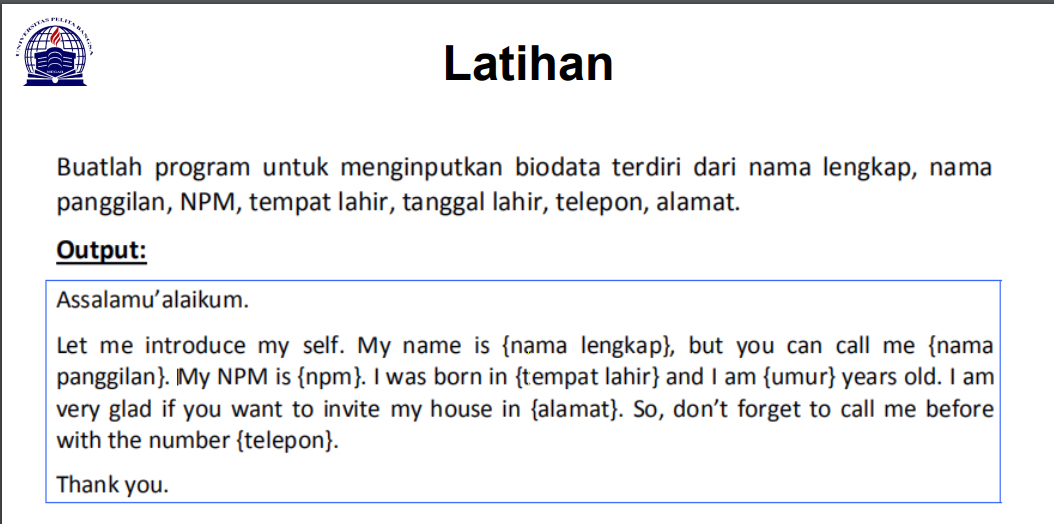 UNIVERSITAS PELITA BANGSA
Latihan
Buatlah program untuk menginputkan biodata terdiri dari nama lengkap, nama
panggilan, NPM, tempat lahir, tanggal lahir, telepon, alamat.
Output:
Assalamu’alaikum.
Let me introduce my self. My name is {nama lengkap}, but you can call me {nama
panggilan}. My NPM is {npm}. I was born in {tempat lahir} and I am {umur} years old. I am
very glad if you want to invite my house in {alamat}. So, don’t forget to call me before
with the number {telepon}.
Thank you.